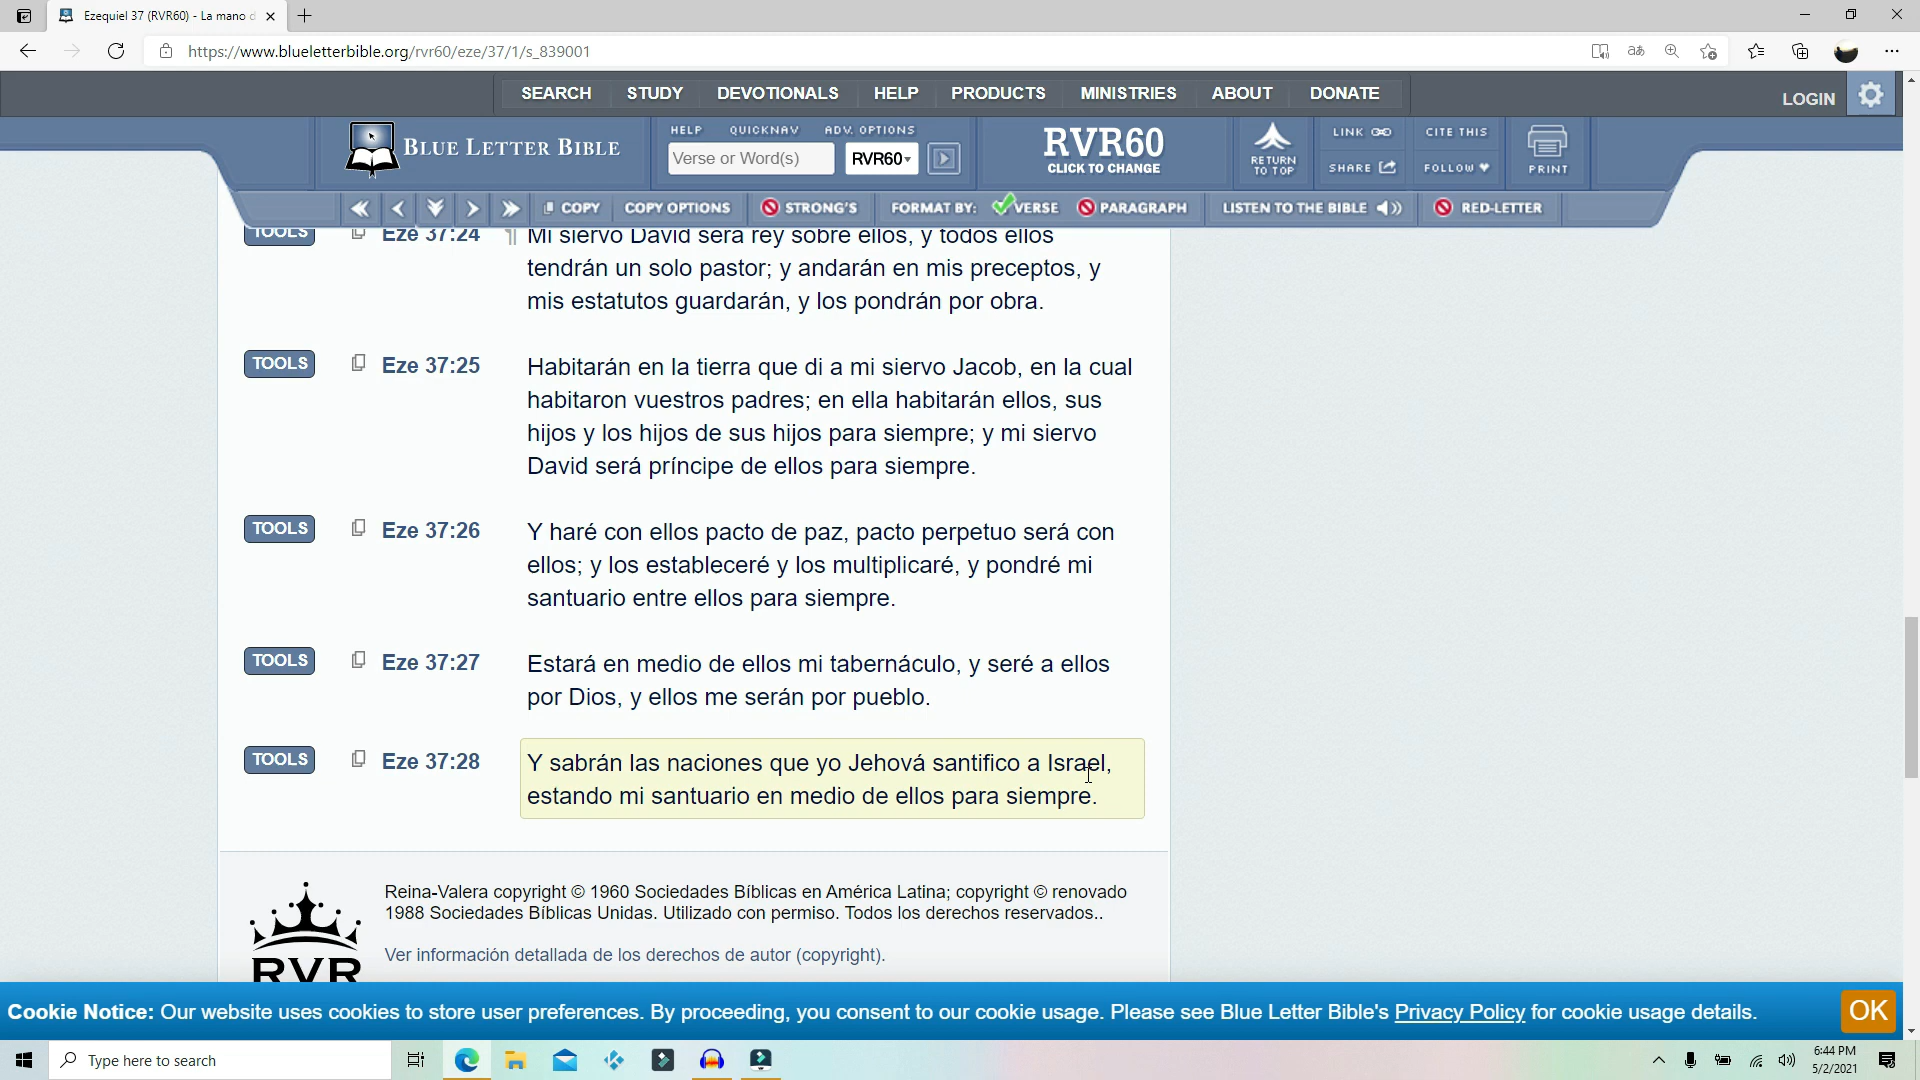 Ezequiel 37 (RVR60) - La mano d
https://www.blueletterbible.org/rvr60/eze/37/1/s_839001
SEARCH STUDY DEVOTIONALS HELP PRODUCTS MINISTRIES ABOUT DONATE
LOGIN
BLUE LETTER BIBLE
HELP QUICKNAV ADV. OPTIONS
Verse or Word(s) RVR60
RVR60
CLICK TO CHANGE
RETURN
TO TOP
LINK CITE THIS
SHARE FOLLOW
PRINT
COPY COPY OPTIONS STRONG'S FORMAT BY: VERSE PARAGRAPH LISTEN TO THE BIBLE RED-LETTER
TOOLS Eze 37:24 ¶ Mi siervo David será rey sobre ellos, y todos ellos
tendrán un solo pastor; y andarán en mis preceptos, y
mis estatutos guardarán, y los pondrán por obra.
TOOLS Eze 37:25 Habitarán en la tierra que di a mi siervo Jacob, en la cual
habitaron vuestros padres; en ella habitarán ellos, sus
hijos y los hijos de sus hijos para siempre; y mi siervo
David será príncipe de ellos para siempre.
TOOLS Eze 37:26 Y haré con ellos pacto de paz, pacto perpetuo será con
ellos; y los estableceré y los multiplicaré, y pondré mi
santuario entre ellos para siempre.
TOOLS Eze 37:27 Estará en medio de ellos mi tabernáculo, y seré a ellos
por Dios, y ellos me serán por pueblo.
TOOLS Eze 37:28 Y sabrán las naciones que yo Jehová santifico a Israel,
estando mi santuario en medio de ellos para siempre.
Reina-Valera copyright © 1960 Sociedades Bíblicas en América Latina; copyright © renovado
1988 Sociedades Bíblicas Unidas. Utilizado con permiso. Todos los derechos reservados..
Ver información detallada de los derechos de autor (copyright).
RVR
Cookie Notice: Our website uses cookies to store user preferences. By proceeding, you consent to our cookie usage. Please see Blue Letter Bible's Privacy Policy for cookie usage details.
OK
Type here to search
6:44 PM
5/2/2021